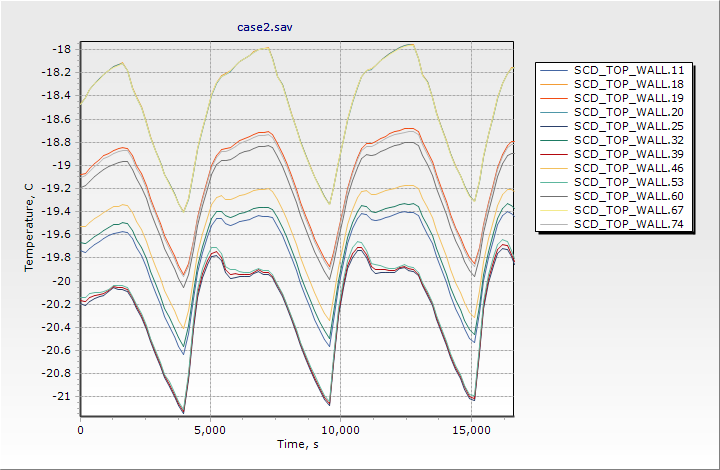 case2.sav
Temperature, C
-18
-18.2
-18.4
-18.6
-18.8
-19
-19.2
-19.4
-19.6
-19.8
-20
-20.2
-20.4
-20.6
-20.8
-21
0 5,000 10,000 15,000
Time, s
SCD_TOP_WALL.11
SCD_TOP_WALL.18
SCD_TOP_WALL.19
SCD_TOP_WALL.20
SCD_TOP_WALL.25
SCD_TOP_WALL.32
SCD_TOP_WALL.39
SCD_TOP_WALL.46
SCD_TOP_WALL.53
SCD_TOP_WALL.60
SCD_TOP_WALL.67
SCD_TOP_WALL.74